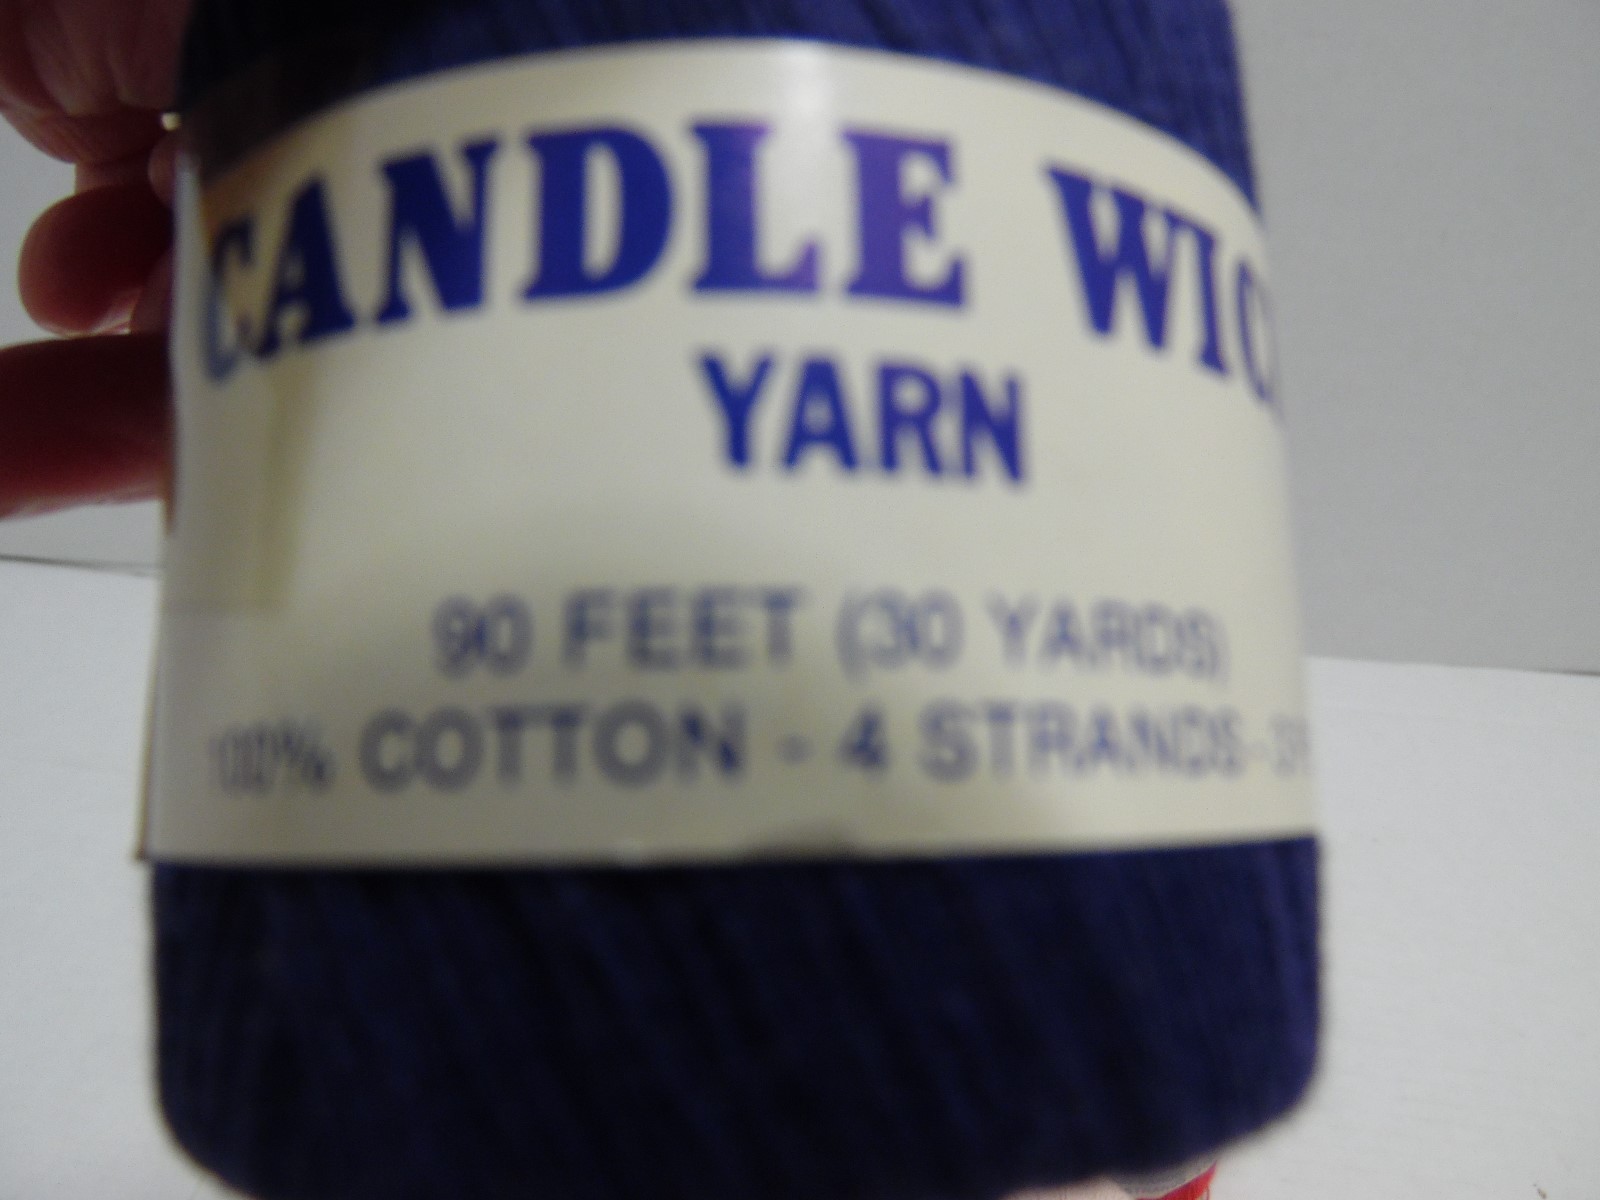 CANDLE WIC
YARN
90 FEET (30 YARDS)
100% COTTON - 4 STRANDS -